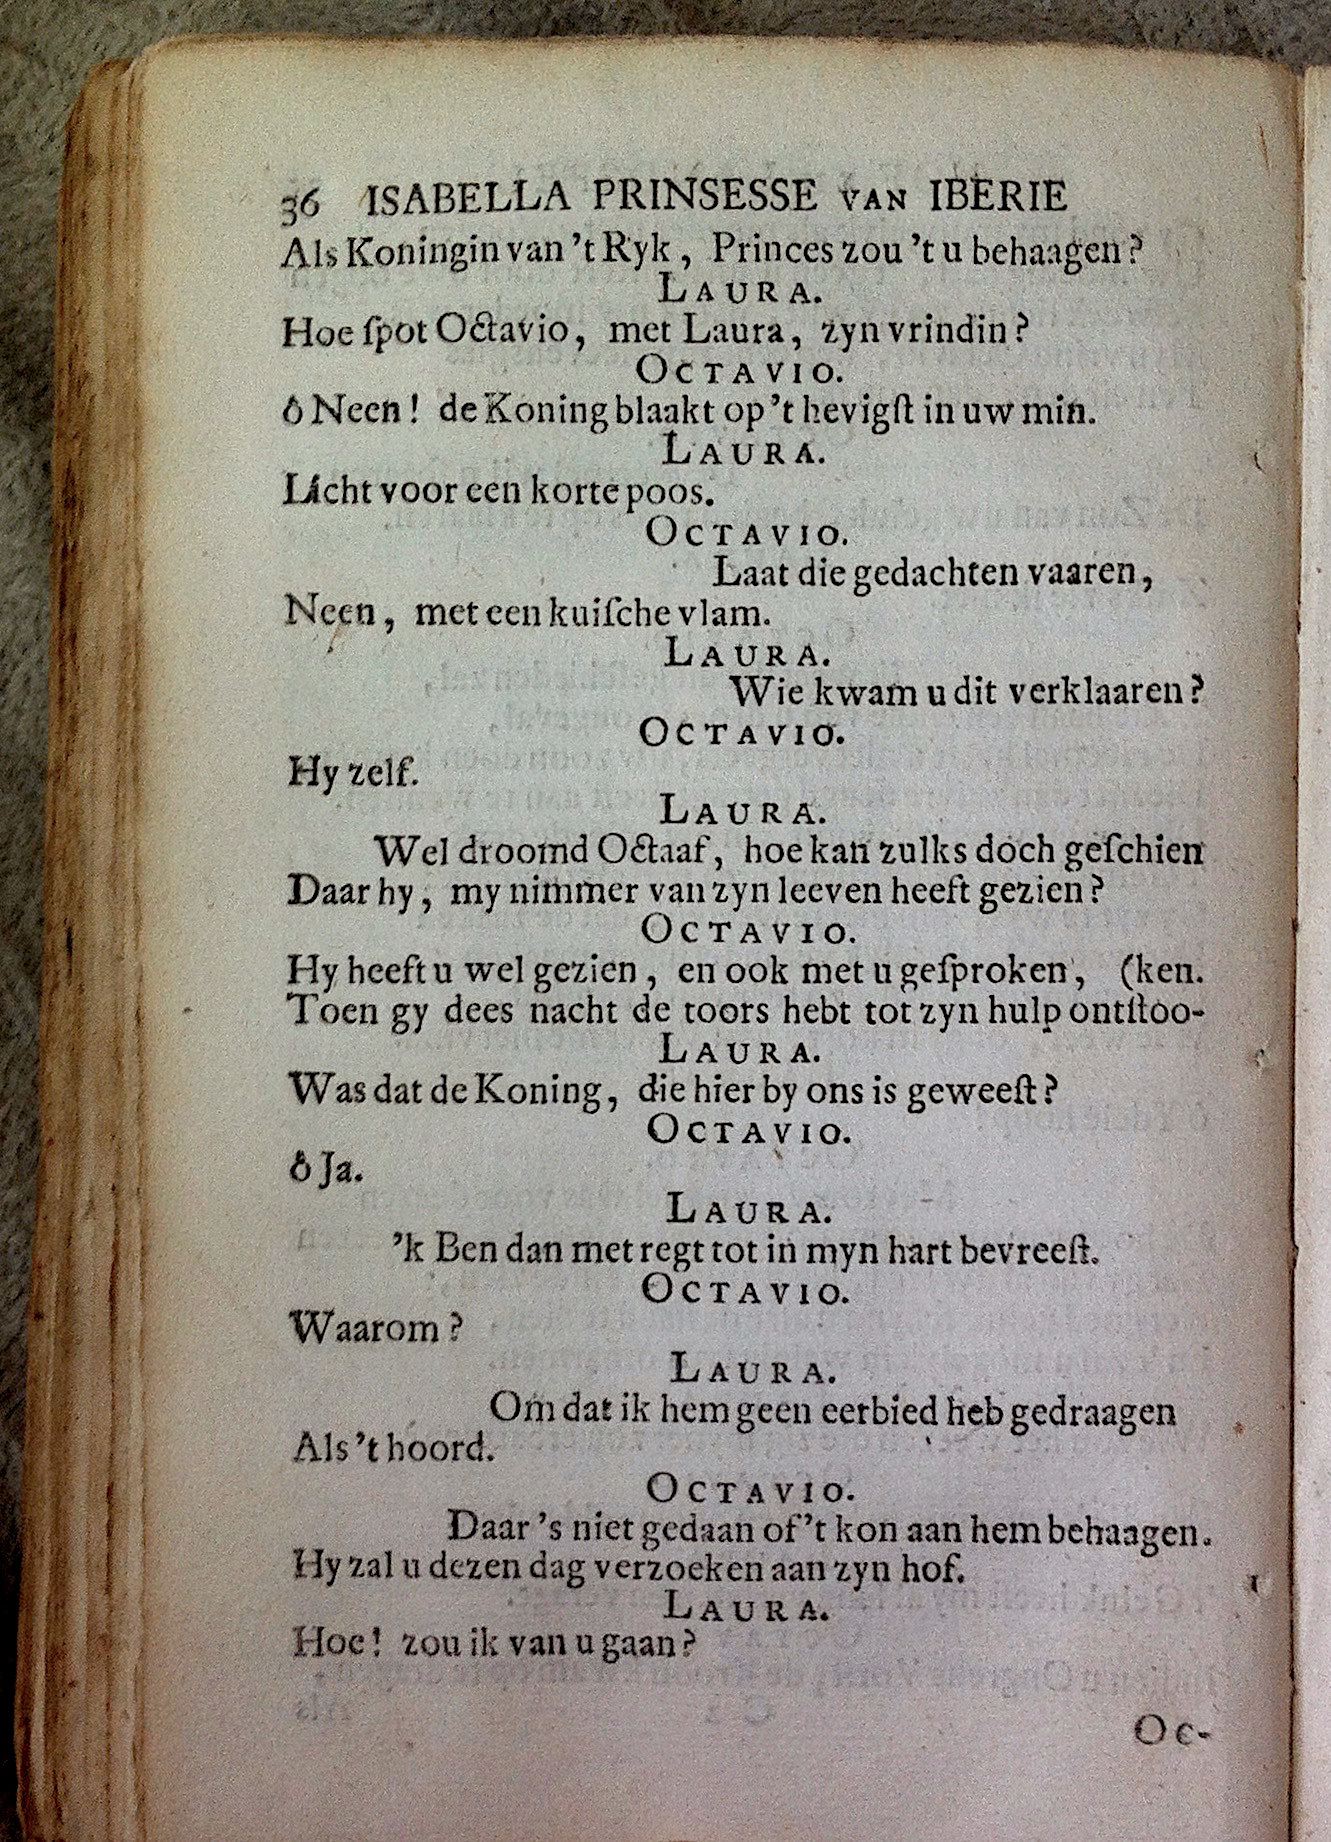 36 ISABELLA PRINSESSE VAN IBERIE
Als Koningin van 't Ryk, Princes zou 't u behaagen?
LAURA.
Hoe ſpot Octavio, met Laura, zyn vrindin?
OCTAVIO.
ô Neen! de Koning blaakt op 't hevigſt in uw min.
LAURA.
Licht voor een korte poos.
OCTAVIO.
Laat die gedachten vaaren,
Neen, met een kuiſche vlam.
LAURA.
Wie kwam u dit verklaaren?
OCTAVIO.
Hy zelf.
LAURA.
Wel droomd Octaaf, hoe kan zulks doch geſchien
Daar hy, my nimmer van zyn leeven heeft gezien?
OCTAVIO.
Hy heeft u wel gezien, en ook met u geſproken, (ken.
Toen gy dees nacht de toors hebt tot zyn hulp ontſtoo-
LAURA.
Was dat de Koning, die hier by ons is geweeſt?
OCTAVIO.
ô Ja.
LAURA.
'k Ben dan met regt tot in myn hart bevreeſt.
OCTAVIO.
Waarom?
LAURA.
Om dat ik hem geen eerbied heb gedraagen
Als 't hoord.
OCTAVIO.
Daar 's niet gedaan of 't kon aan hem behaagen.
Hy zal u dezen dag verzoeken aan zyn hof.
LAURA.
Hoe! zou ik van u gaan?
Oc-